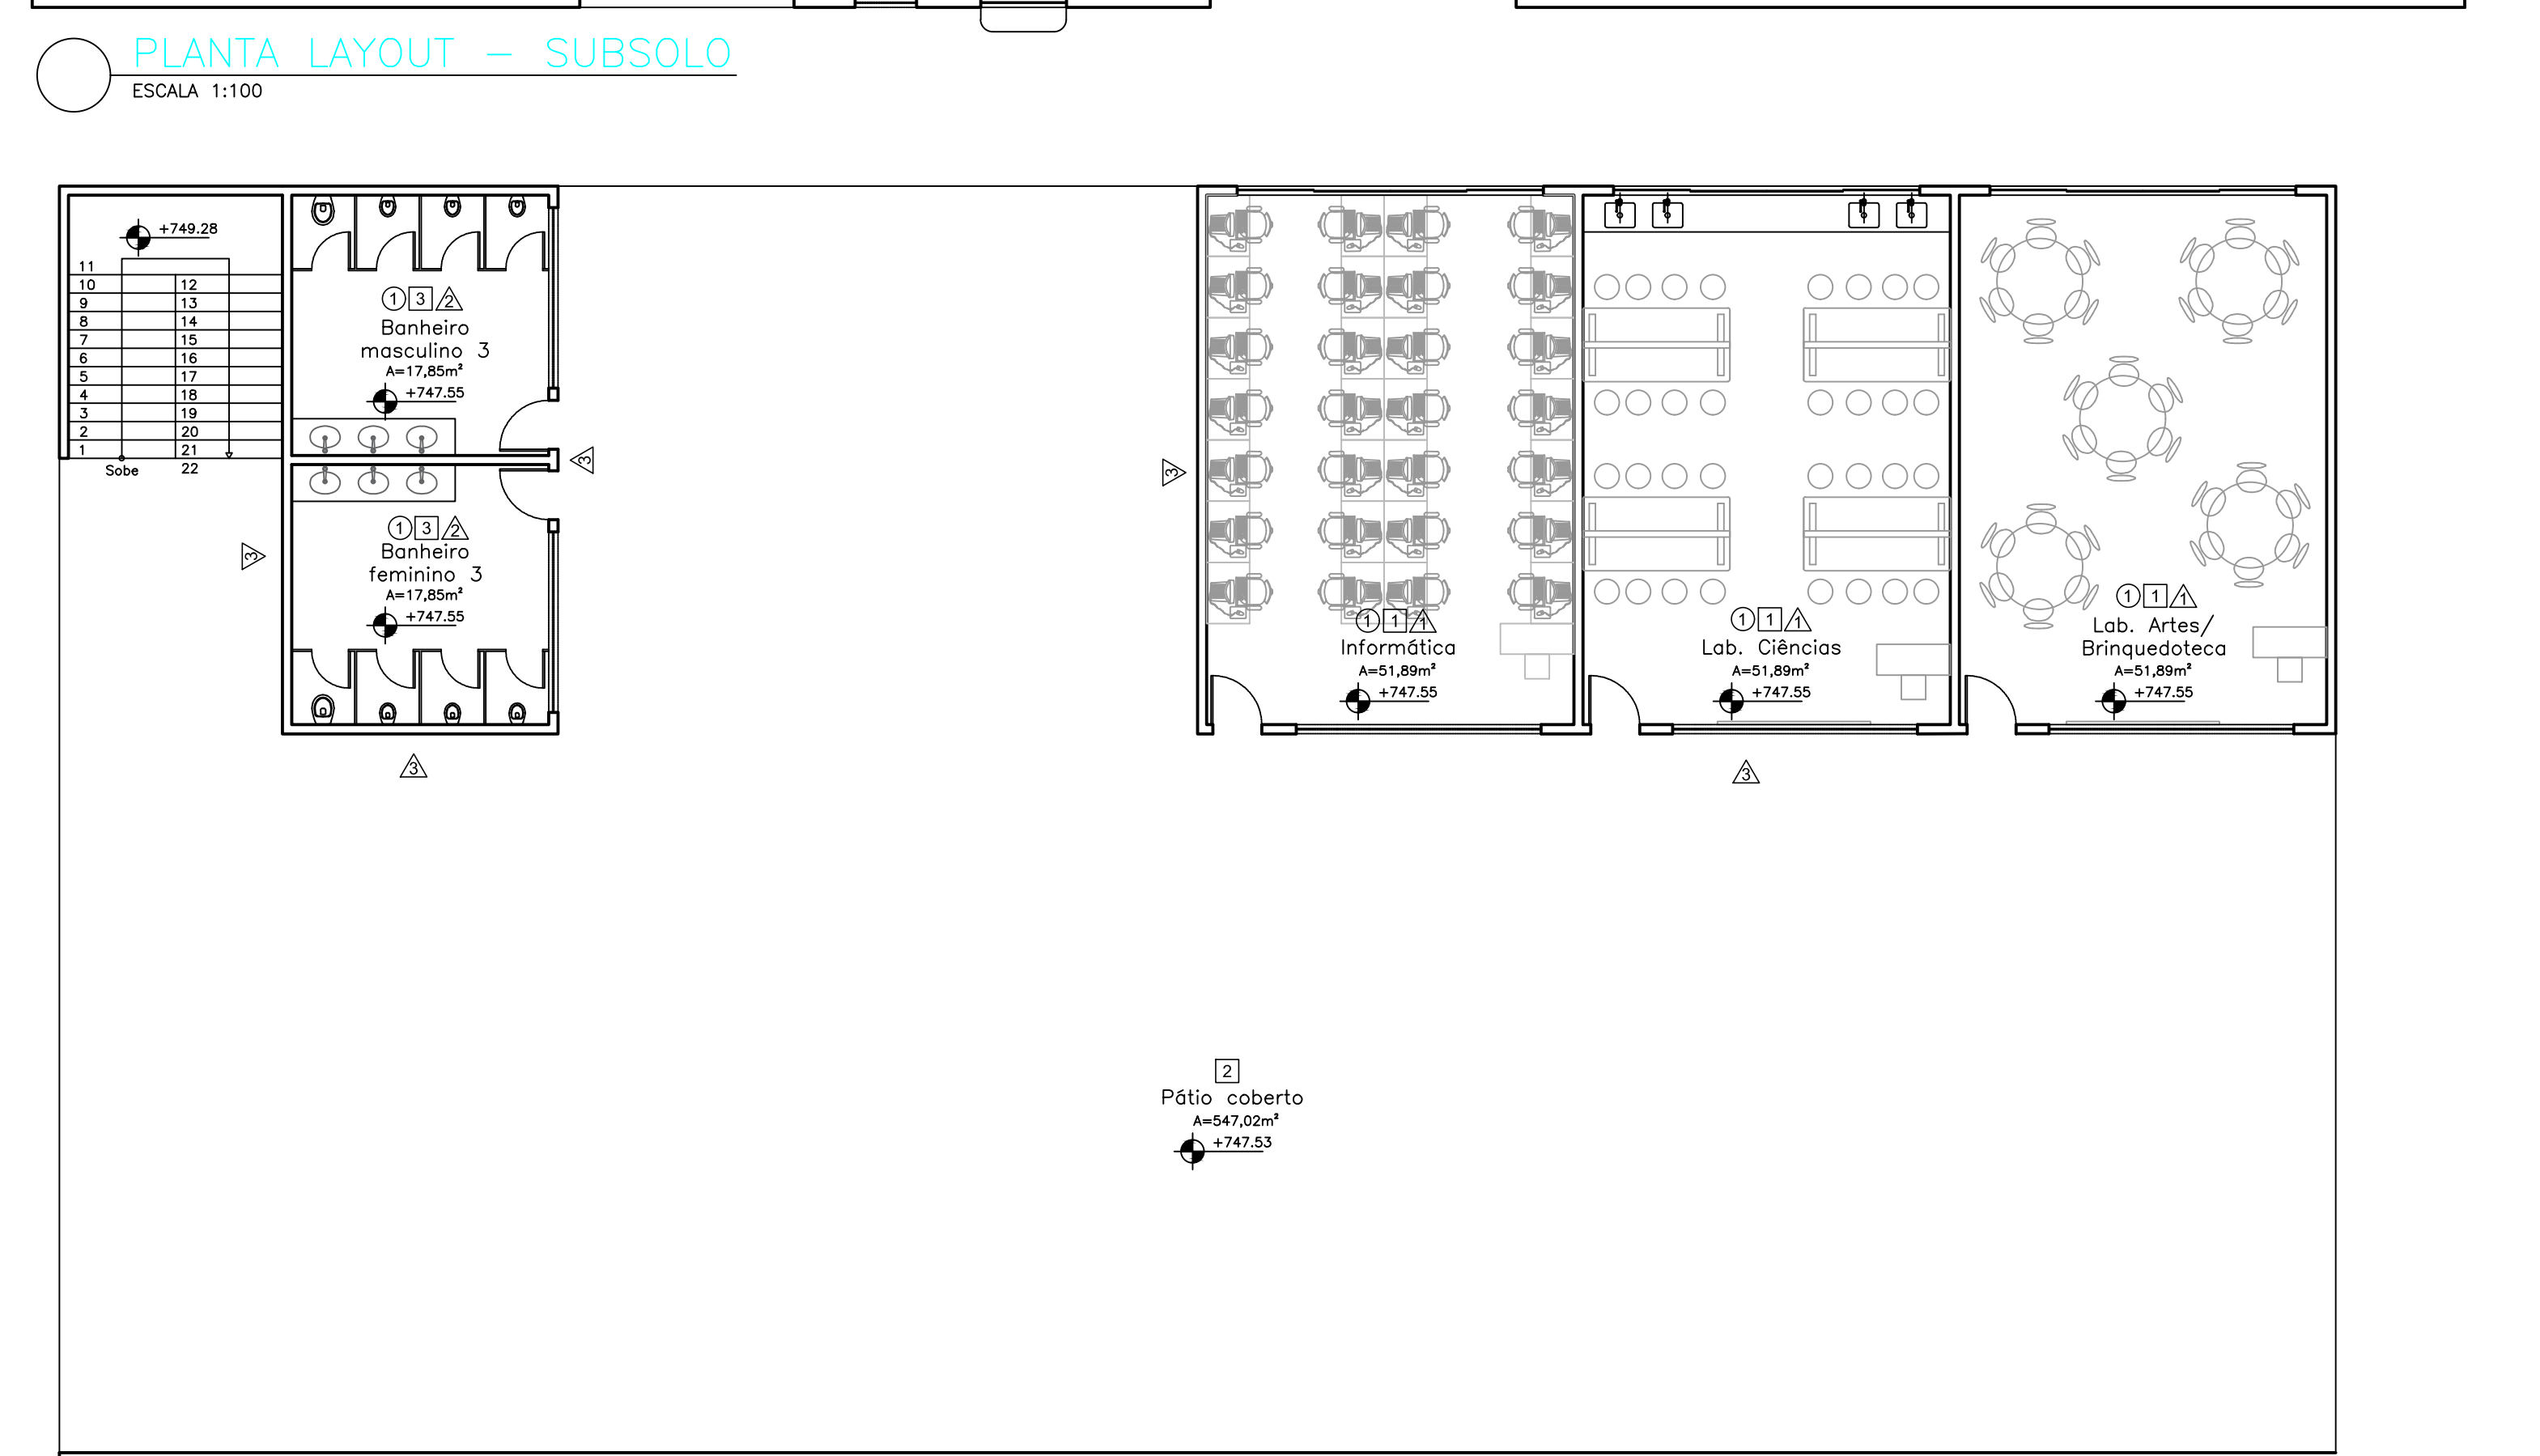 PLANTA LAYOUT – SUBSOLO
ESCALA 1:100
+749.28
11
10
9
8
7
6
5
4
3
2
1
12
13
14
15
16
17
18
19
20
21
22
Sobe
1 3 2
Banheiro
masculino 3
A=17,85m²
+747.55
3
1 3 2
Banheiro
feminino 3
A=17,85m²
+747.55
3
3
3
1 1 1
Informática
A=51,89m²
+747.55
1 1 1
Lab. Ciências
A=51,89m²
+747.55
1 1 1
Lab. Artes/
Brinquedoteca
A=51,89m²
+747.55
3
2
Pátio coberto
A=547,02m²
+747.53